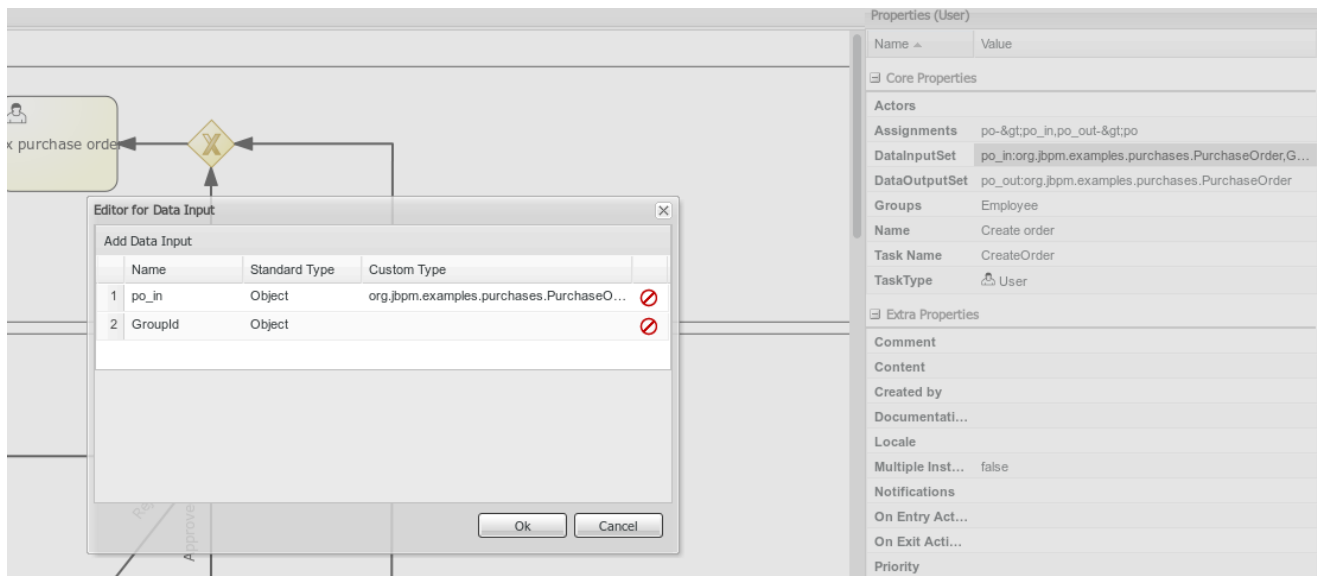 Properties (User)
Name Value
Core Properties
Actors
Assignments po-&gt;po_in,po_out-&gt;po
DataInputSet po_in:org.jbpm.examples.purchases.PurchaseOrder,G...
DataOutputSet po_out:org.jbpm.examples.purchases.PurchaseOrder
Groups Employee
Name Create order
Task Name CreateOrder
TaskType User
Extra Properties
Comment
Content
Created by
Documentati...
Locale
Multiple Inst... false
Notifications
On Entry Act...
On Exit Acti...
Priority
x purchase orde
X
Editor for Data Input
Add Data Input
Name Standard Type Custom Type
1 po_in Object org.jbpm.examples.purchases.PurchaseO...
2 GroupId Object
Ok Cancel
Approve